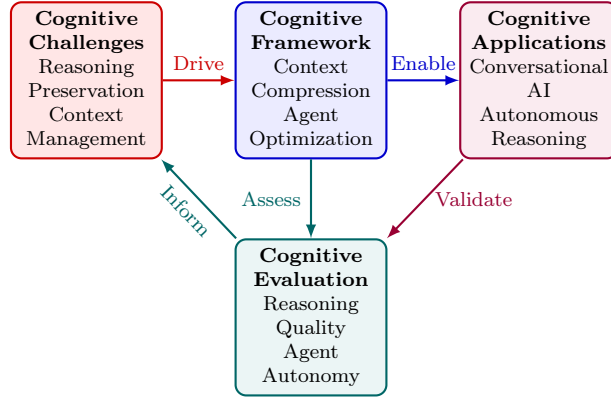 Cognitive
Challenges
Reasoning
Preservation
Context
Management
Drive
Cognitive
Framework
Context
Compression
Agent
Optimization
Enable
Cognitive
Applications
Conversational
AI
Autonomous
Reasoning
Inform
Assess
Validate
Cognitive
Evaluation
Reasoning
Quality
Agent
Autonomy